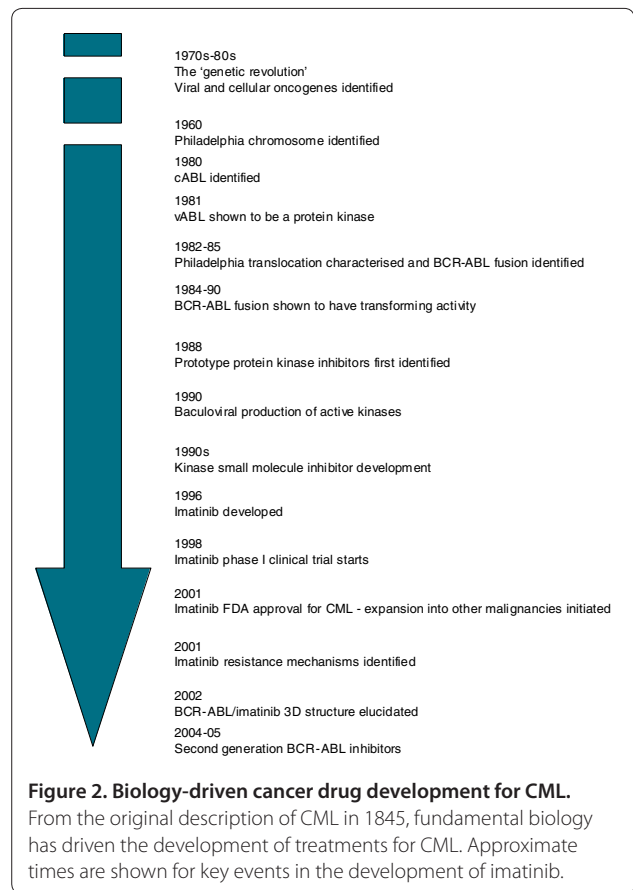 1970s-80s
The ‘genetic revolution’
Viral and cellular oncogenes identified
1960
Philadelphia chromosome identified
1980
cABL identified
1981
vABL shown to be a protein kinase
1982-85
Philadelphia translocation characterised and BCR-ABL fusion identified
1984-90
BCR-ABL fusion shown to have transforming activity
1988
Prototype protein kinase inhibitors first identified
1990
Baculoviral production of active kinases
1990s
Kinase small molecule inhibitor development
1996
Imatinib developed
1998
Imatinib phase I clinical trial starts
2001
Imatinib FDA approval for CML - expansion into other malignancies initiated
2001
Imatinib resistance mechanisms identified
2002
BCR-ABL/imatinib 3D structure elucidated
2004-05
Second generation BCR-ABL inhibitors
Figure 2. Biology-driven cancer drug development for CML.
From the original description of CML in 1845, fundamental biology
has driven the development of treatments for CML. Approximate
times are shown for key events in the development of imatinib.